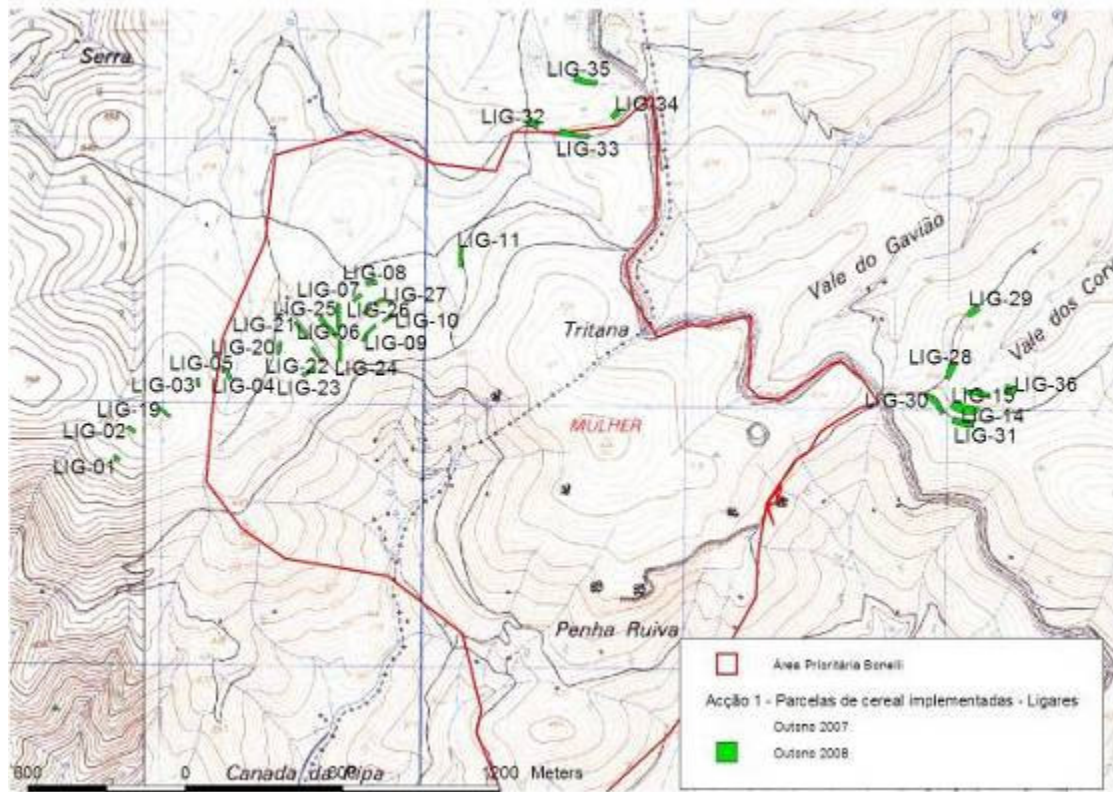 Serra
LIG-35
LIG-34
LIG-32
LIG-33
LIG-11
LIG-08
LIG-07
LIG-27
LIG-25
LIG-26
LIG-21
LIG-06
LIG-10
LIG-20
LIG-09
LIG-05
LIG-22
LIG-24
LIG-03
LIG-04
LIG-23
LIG-19
LIG-02
LIG-01
Tritana
Vale do Gavião
LIG-29
Vale dos Corv
LIG-28
LIG-36
LIG-30
LIG-15
LIG-14
LIG-31
MULHER
Penha Ruiva
Área Prioritária Bonelli
Acção 1 - Parcelas de cereal implementadas - Ligares
Outono 2007
Outono 2008
Canada da Pipa
600 0 600 1200 Meters